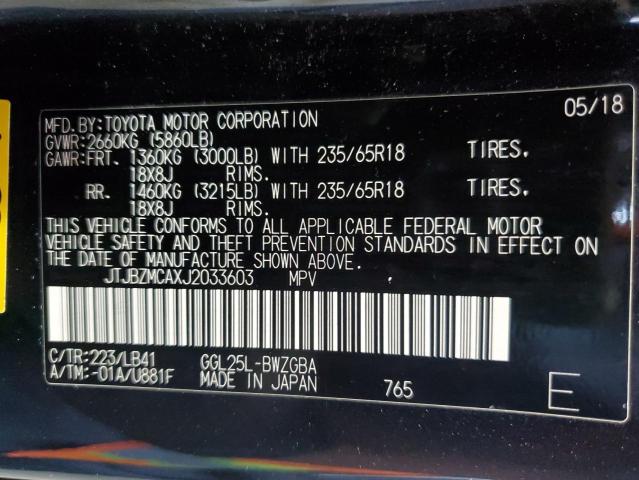 05/18
MFD.BY:TOYOTA MOTOR CORPORATION
GVWR:2660KG (5860LB)
GAWR:FRT. 1360KG (3000LB) WITH 235/65R18 TIRES.
18X8J RIMS.
RR. 1460KG (3215LB) WITH 235/65R18 TIRES.
18X8J RIMS.
THIS VEHICLE CONFORMS TO ALL APPLICABLE FEDERAL MOTOR
VEHICLE SAFETY AND THEFT PREVENTION STANDARDS IN EFFECT ON
THE DATE OF MANUFACTURE SHOWN ABOVE.
JTJBZMCAXJ2033603 MPV
C/TR:223/LB41 GGL25L-BWZGBA
A/TM:-01A/U881F MADE IN JAPAN 765 E